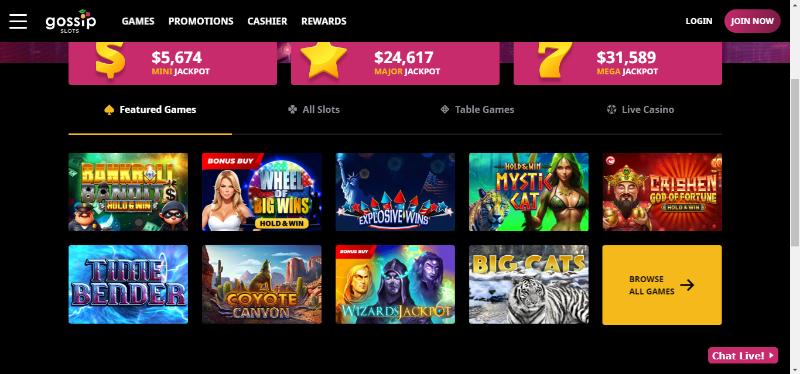 gossip
SLOTS
GAMES PROMOTIONS CASHIER REWARDS
LOGIN
JOIN NOW
$5,674
MINI JACKPOT
$24,617
MAJOR JACKPOT
7
$31,589
MEGA JACKPOT
Featured Games
All Slots
Table Games
Live Casino
BANKROLL
BANDITS
HOLD & WIN
BONUS BUY
WHEEL
OF
BIG WINS
HOLD & WIN
EXPLOSIVE WINS
HOLD & WIN
MYSTIC
CAT
CAISHEN
GOD OF FORTUNE
HOLD & WIN
TIME
BENDER
COYOTE
CANYON
BONUS BUY
WIZARDS JACKPOT
BIG CATS
BROWSE
ALL GAMES
Chat Live!